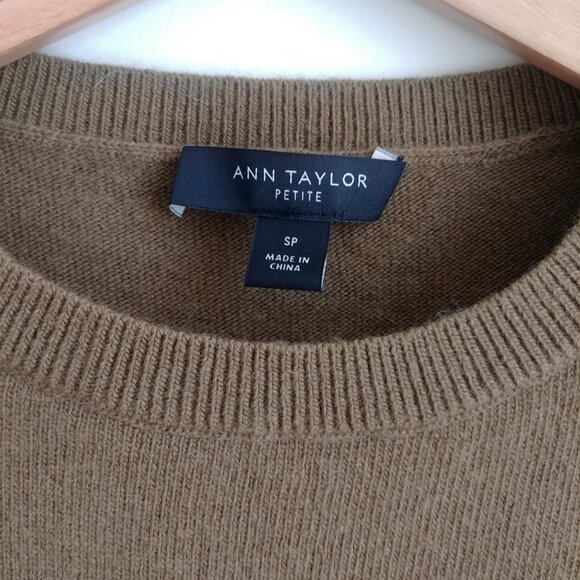 ANN TAYLOR
PETITE
SP
MADE IN
CHINA